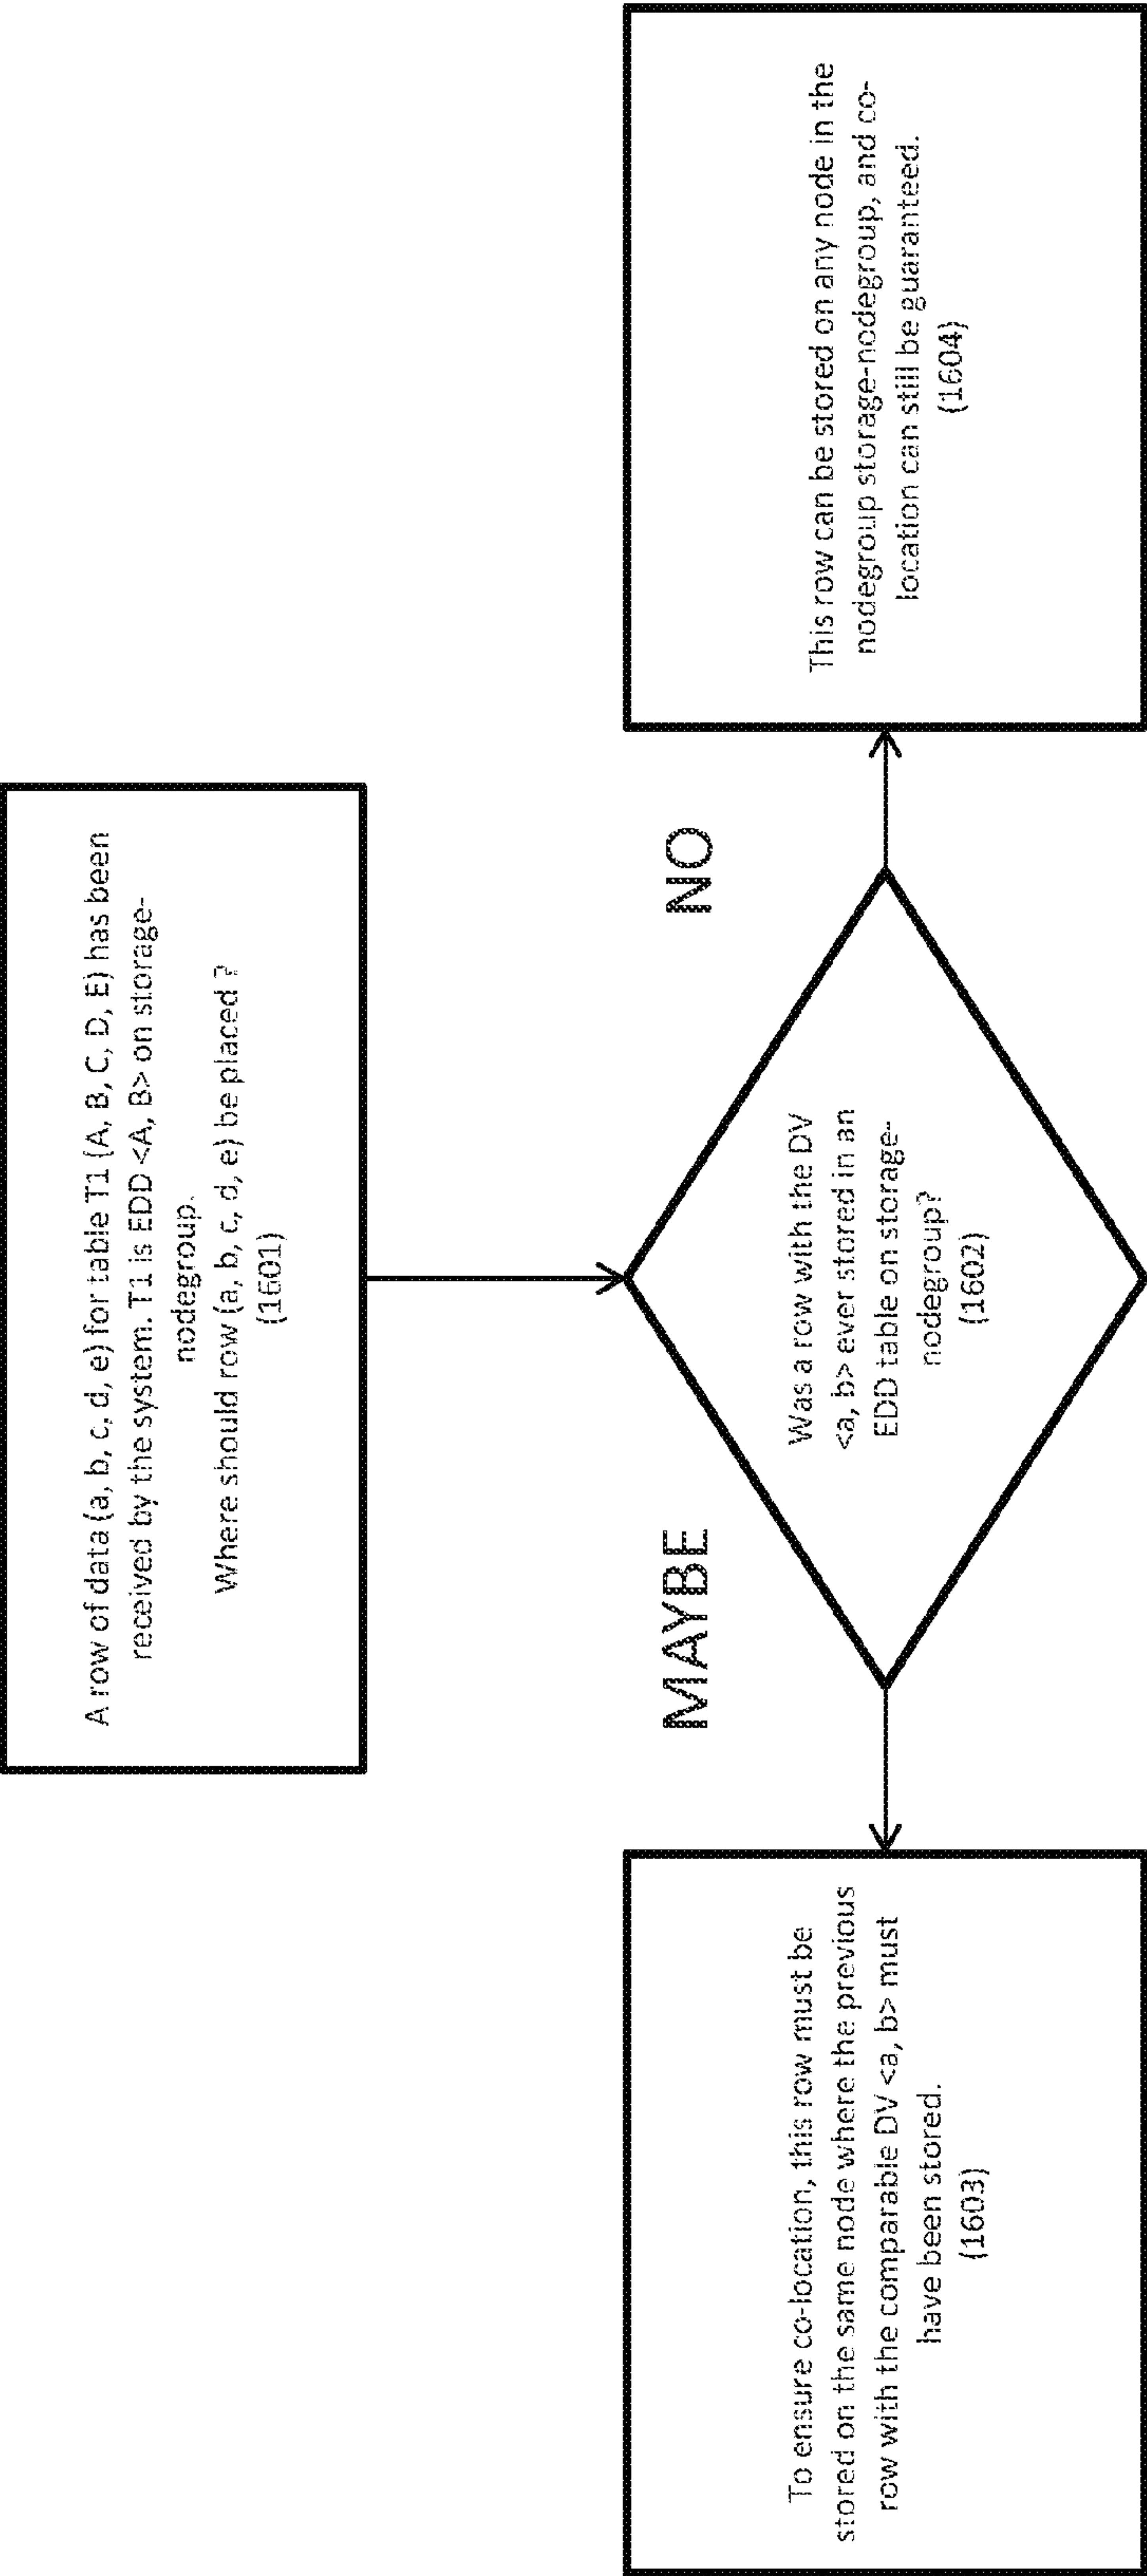 A row of data (a, b, c, d, e) for table T1 (A, B, C, D, E) has been
received by the system. T1 is EDD <A, B> on storage-
nodegroup.
Where should row (a, b, c, d, e) be placed ?
(1601)
Was a row with the DV
<a, b> ever stored in an
EDD table on storage-
nodegroup?
(1602)
MAYBE
NO
To ensure co-location, this row must be
stored on the same node where the previous
row with the comparable DV <a, b> must
have been stored.
(1603)
This row can be stored on any node in the
nodegroup storage-nodegroup, and co-
location can still be guaranteed.
(1604)